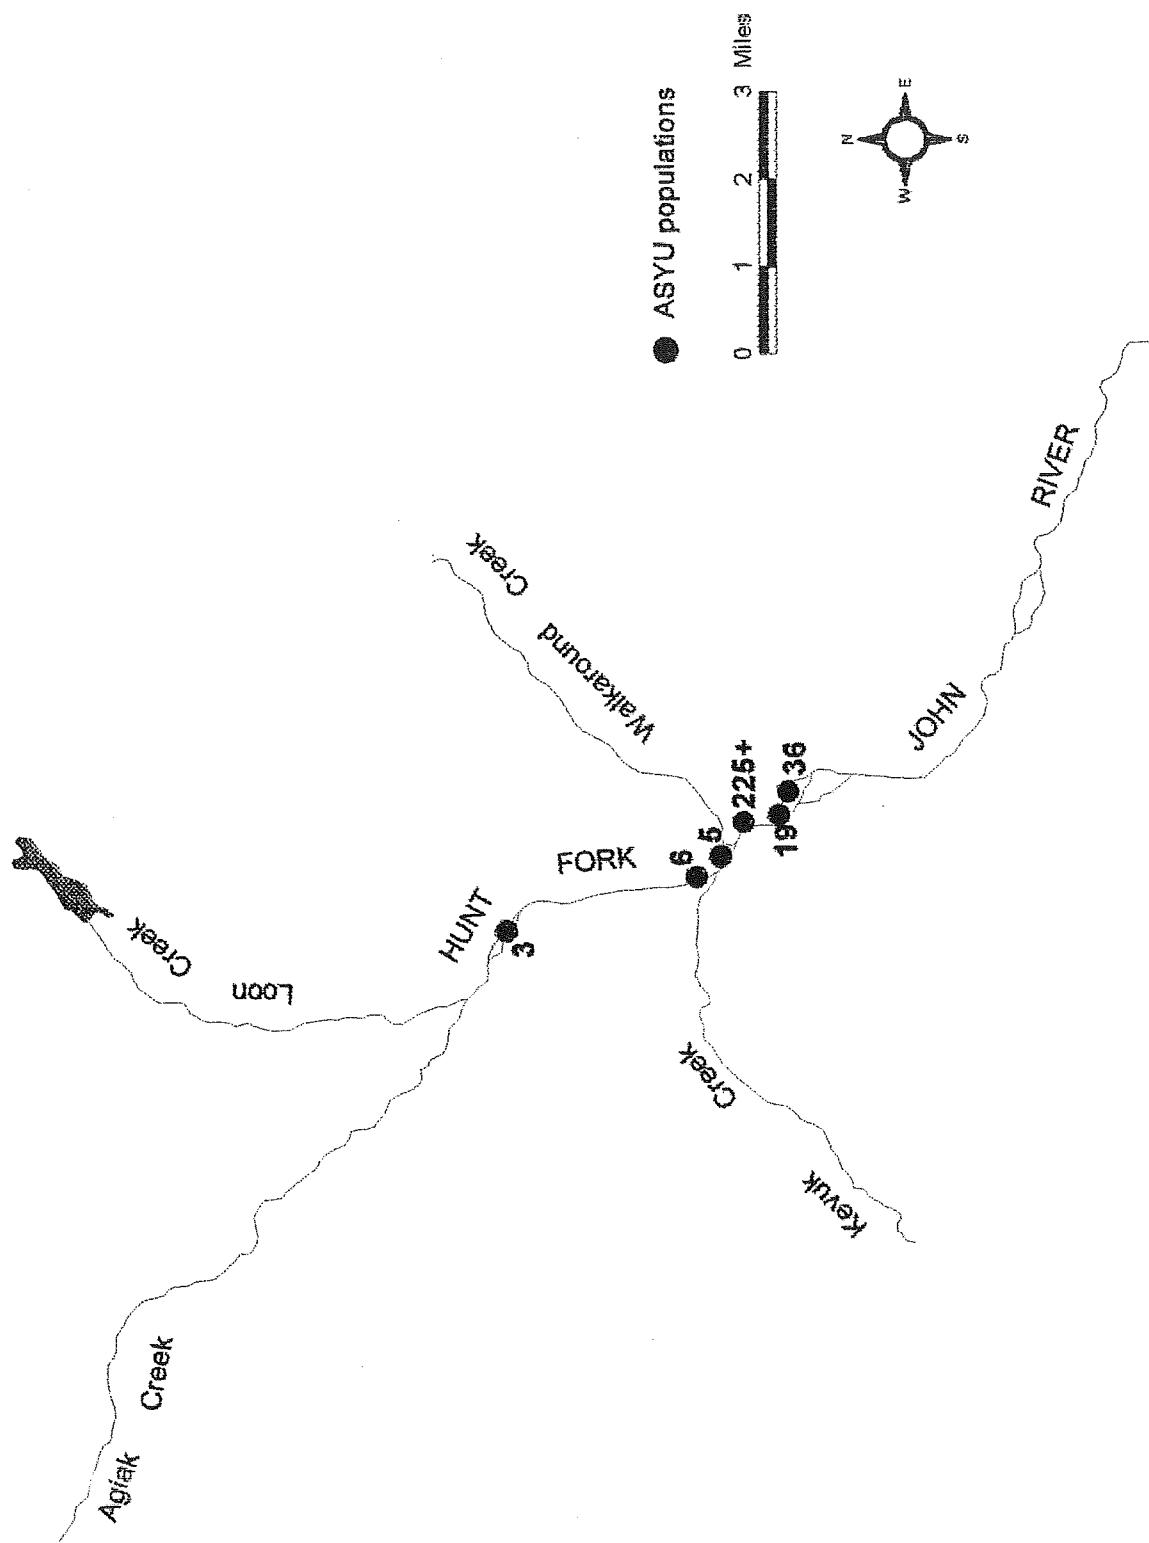 Agiak Creek
Loon Creek
HUNT FORK
3
6
5
225+
19
36
Walkaround Creek
Kevuk Creek
JOHN RIVER
ASYU populations
0 1 2 3 Miles
N
W E
S